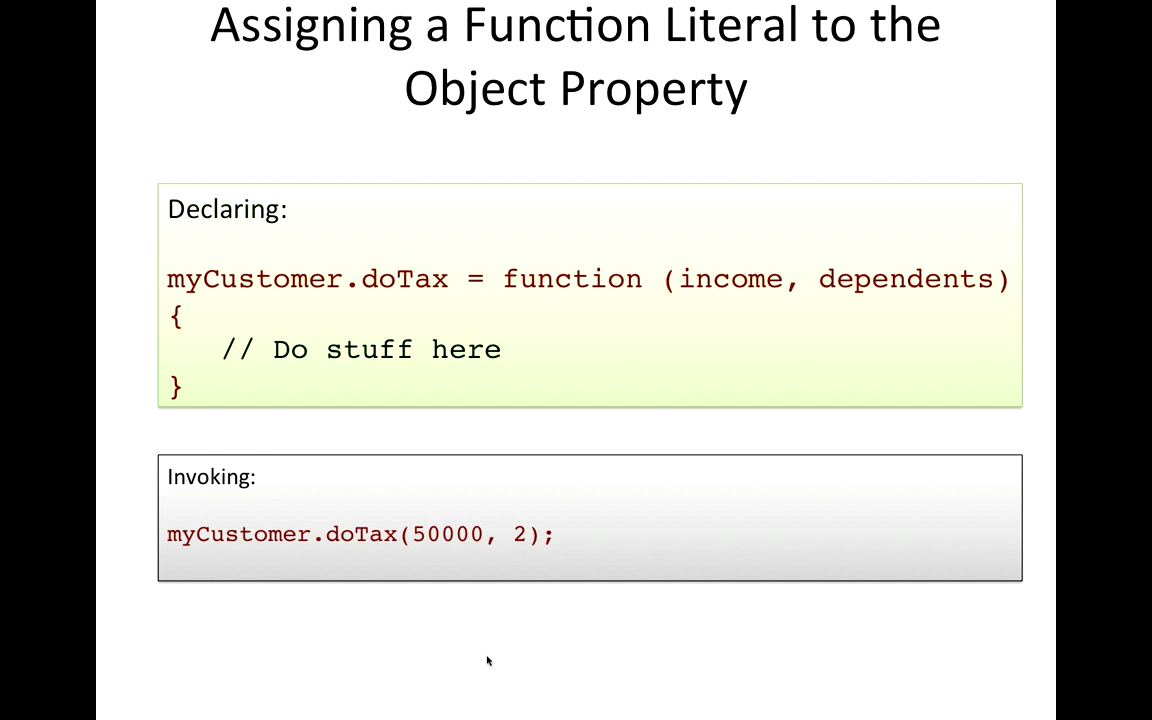 Assigning a Function Literal to the
Object Property
Declaring:
myCustomer.doTax = function (income, dependents)
{
// Do stuff here
}
Invoking:
myCustomer.doTax(50000, 2);